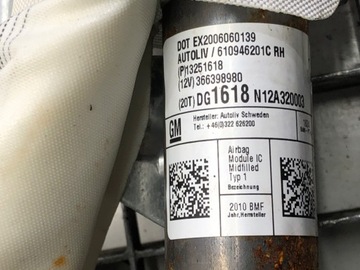 DOT EX2006060139
AUTOLIV / 610946201C RH
(P)13251618
(12V) 366398980
(20T) DG1618 N12A320003
GM
Hersteller: Autoliv Schweden
Tel.: +46(0)322 626200
Airbag
Module IC
Midfilled
Typ 1
Bezeichnung
2010 BMF
Jahr, Hersteller